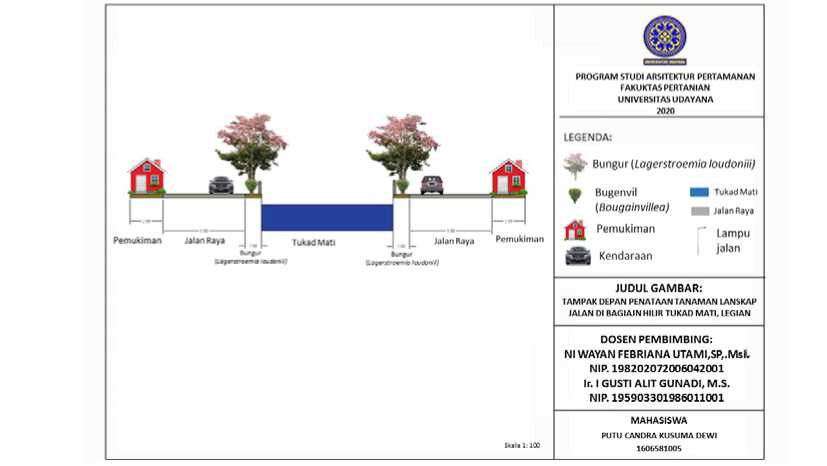 UNIVERSITAS UDAYANA
PROGRAM STUDI ARSITEKTUR PERTAMANAN
FAKUKTAS PERTANIAN
UNIVERSITAS UDAYANA
2020
LEGENDA:
Bungur (Lagerstroemia loudoniii)
Bugenvil
(Bougainvillea)
Tukad Mati
Jalan Raya
Pemukiman
Lampu
jalan
Kendaraan
Pemukiman
Jalan Raya
Tukad Mati
Jalan Raya
Pemukiman
Bungur
(Lagerstroemia loudonii)
Bungur
(Lagerstroemia loudonii)
Skala 1: 100
JUDUL GAMBAR:
TAMPAK DEPAN PENATAAN TANAMAN LANSKAP
JALAN DI BAGIAJN HILIR TUKAD MATI, LEGIAN
DOSEN PEMBIMBING:
NI WAYAN FEBRIANA UTAMI,SP,.Msi.
NIP. 198202072006042001
Ir. I GUSTI ALIT GUNADI, M.S.
NIP. 195903301986011001
MAHASISWA
PUTU CANDRA KUSUMA DEWI
1606581005